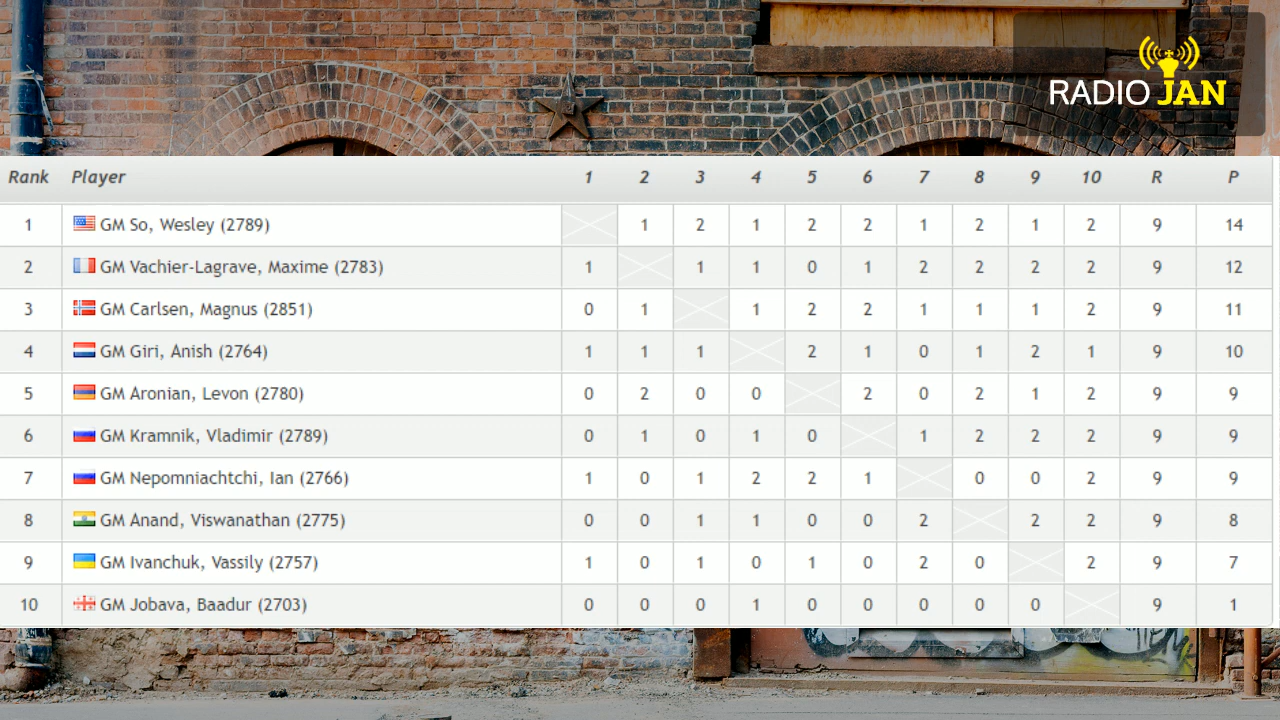 RADIO JAN
Rank Player 1 2 3 4 5 6 7 8 9 10 R P
1 GM So, Wesley (2789) 1 2 1 2 2 1 2 1 2 9 14
2 GM Vachier-Lagrave, Maxime (2783) 1 1 1 0 1 2 2 2 2 9 12
3 GM Carlsen, Magnus (2851) 0 1 1 2 2 1 1 1 2 9 11
4 GM Giri, Anish (2764) 1 1 1 2 1 0 1 2 1 9 10
5 GM Aronian, Levon (2780) 0 2 0 0 2 0 2 1 2 9 9
6 GM Kramnik, Vladimir (2789) 0 1 0 1 0 1 2 2 2 9 9
7 GM Nepomniachtchi, Ian (2766) 1 0 1 2 2 1 0 0 2 9 9
8 GM Anand, Viswanathan (2775) 0 0 1 1 0 0 2 2 2 9 8
9 GM Ivanchuk, Vassily (2757) 1 0 1 0 1 0 2 0 2 9 7
10 GM Jobava, Baadur (2703) 0 0 0 1 0 0 0 0 0 9 1